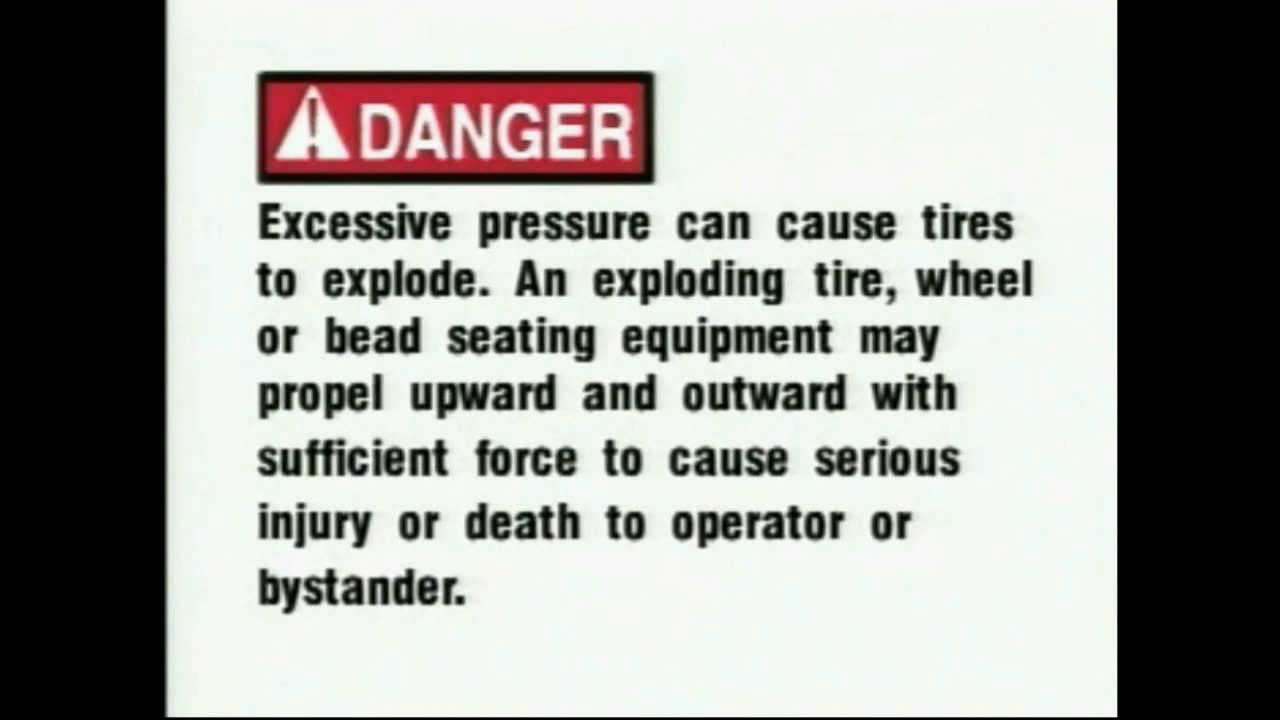 DANGER
Excessive pressure can cause tires
to explode. An exploding tire, wheel
or bead seating equipment may
propel upward and outward with
sufficient force to cause serious
injury or death to operator or
bystander.